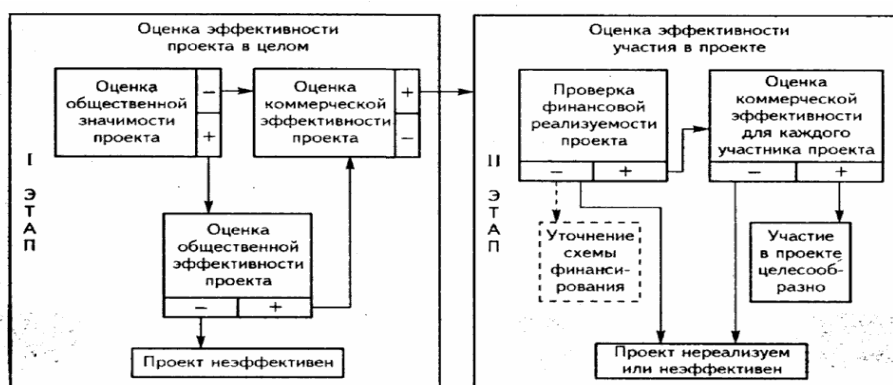 Оценка эффективности
проекта в целом
Оценка
общественной
значимости
проекта
−
+
Оценка
коммерческой
эффективности
проекта
+
−
I
Э
Т
А
П
Оценка
общественной
эффективности
проекта
−
+
Проект неэффективен
Оценка эффективности
участия в проекте
Проверка
финансовой
реализуемости
проекта
−
+
Оценка
коммерческой
эффективности
для каждого
участника проекта
−
+
II
Э
Т
А
П
Уточнение
схемы
финанси-
рования
Участие
в проекте
целесооб-
разно
Проект нереализуем
или неэффективен